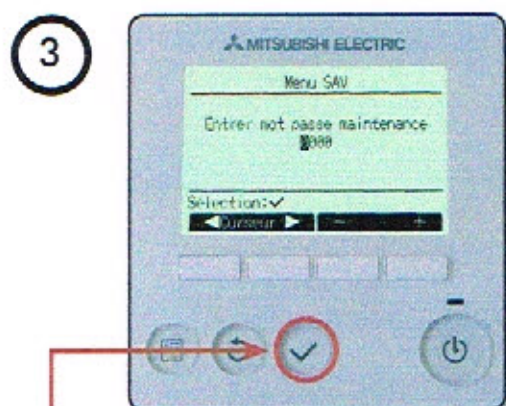 3
MITSUBISHI ELECTRIC
Menu SAV
Entrer mot passe maintenance
0000
Sélection:✓
◀ Curseur ▶ − +